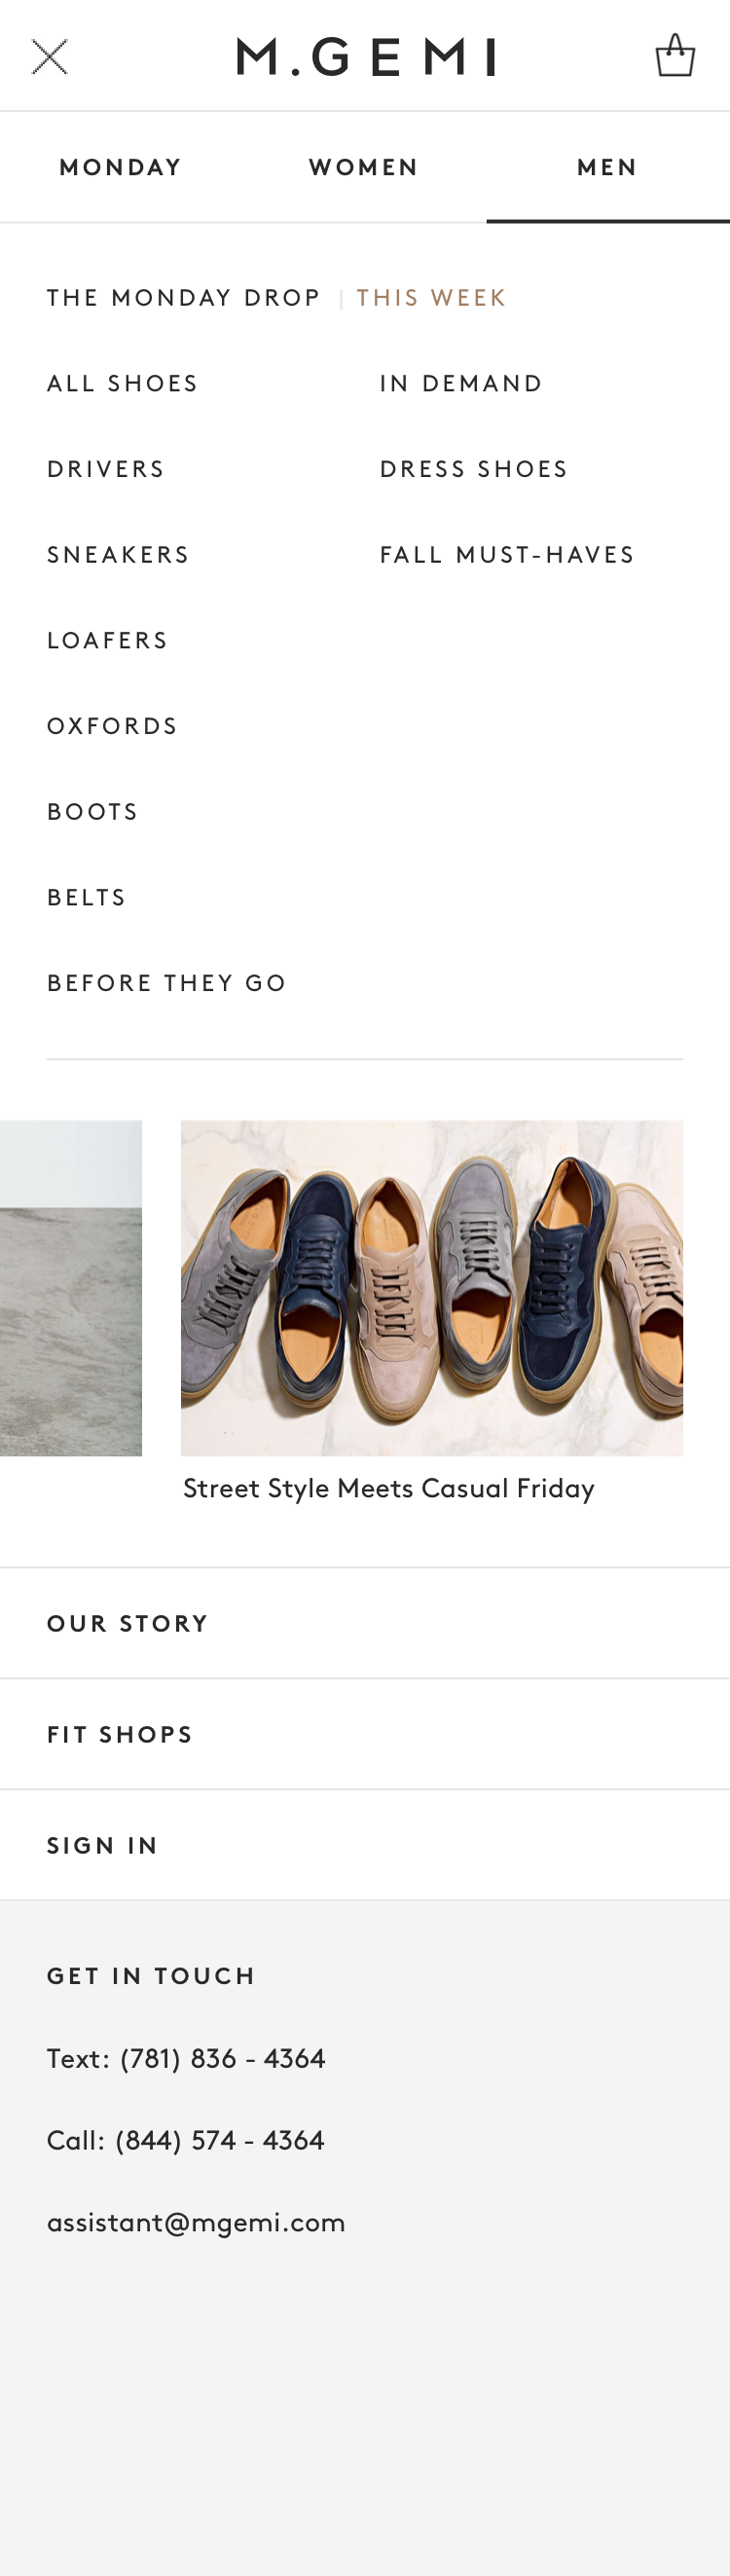 M.GEMI
MONDAY WOMEN MEN
THE MONDAY DROP | THIS WEEK
ALL SHOES
DRIVERS
SNEAKERS
LOAFERS
OXFORDS
BOOTS
BELTS
BEFORE THEY GO
IN DEMAND
DRESS SHOES
FALL MUST-HAVES
Street Style Meets Casual Friday
OUR STORY
FIT SHOPS
SIGN IN
GET IN TOUCH
Text: (781) 836 - 4364
Call: (844) 574 - 4364
assistant@mgemi.com